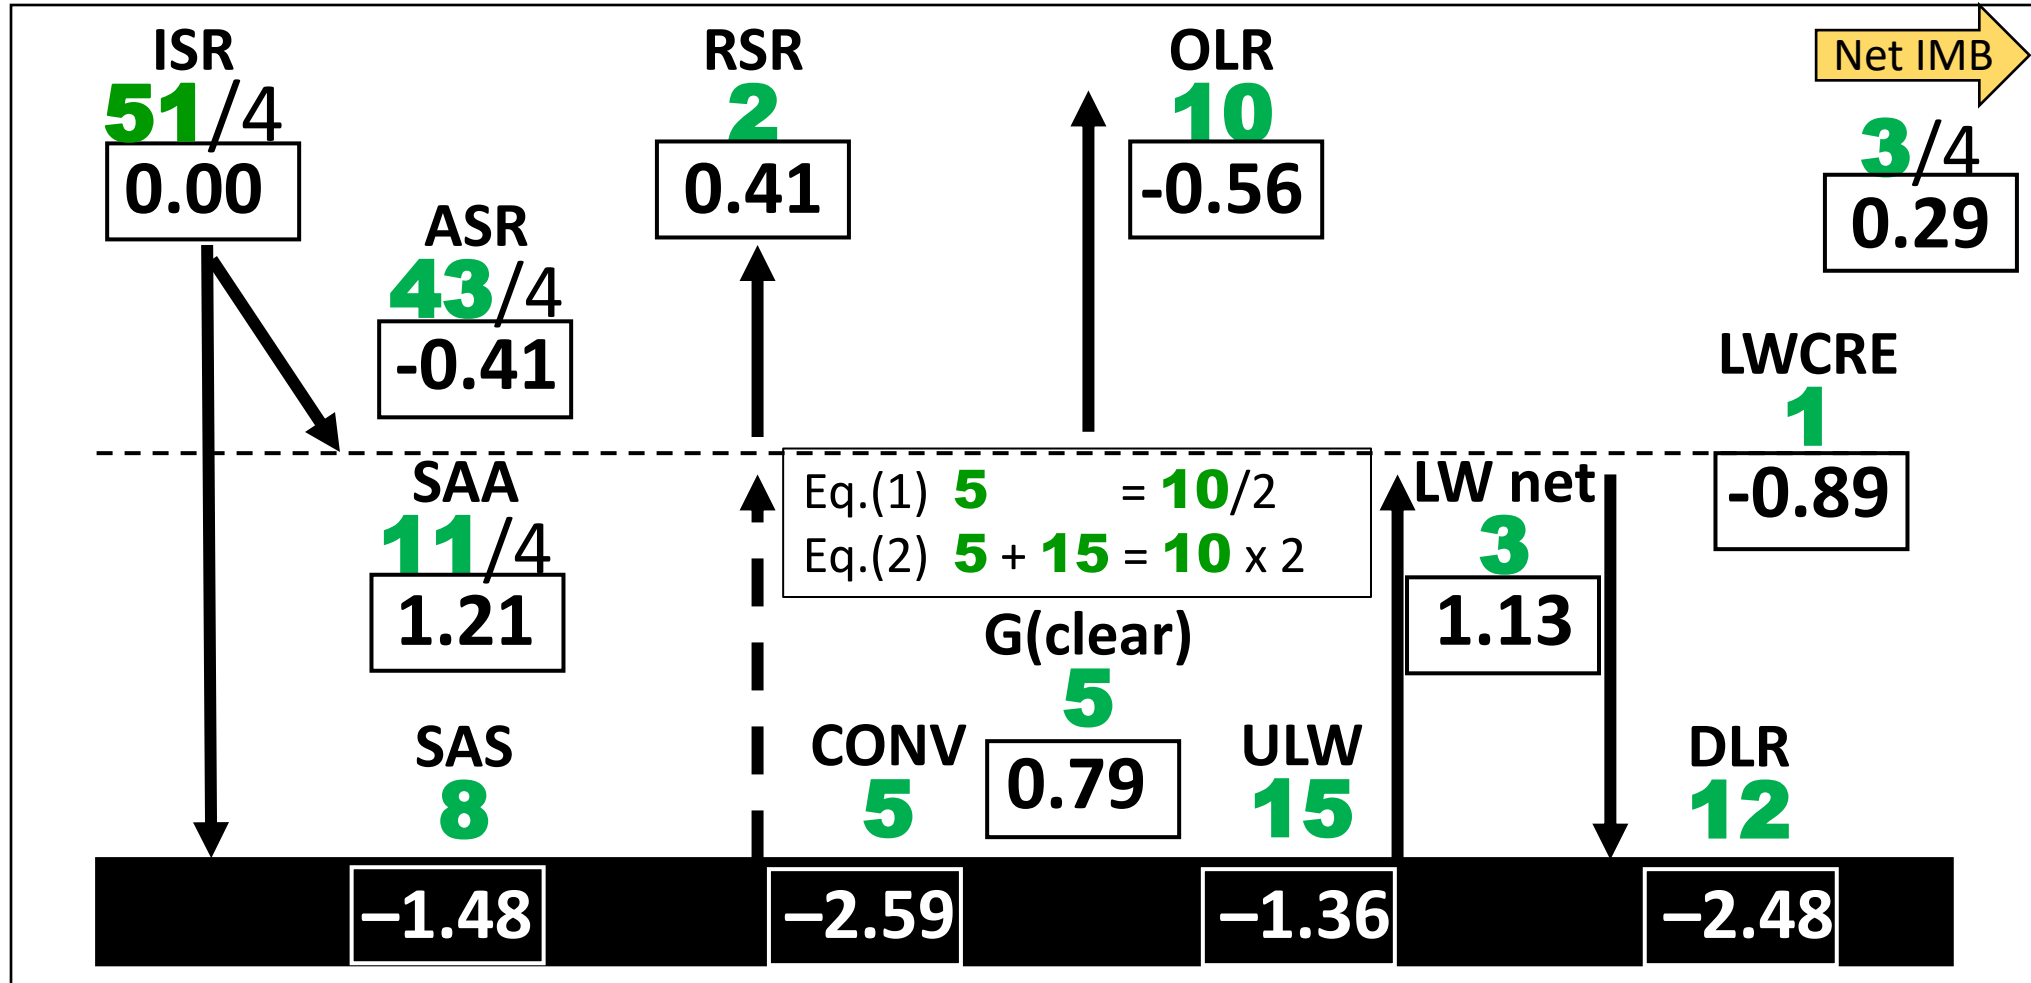 ISR
51/4
0.00
RSR
2
0.41
OLR
10
-0.56
Net IMB
3/4
0.29
ASR
43/4
-0.41
LWCRE
1
-0.89
SAA
11/4
1.21
Eq.(1) 5 = 10/2
Eq.(2) 5 + 15 = 10 x 2
LW net
3
1.13
G(clear)
5
0.79
SAS
8
–1.48
CONV
5
–2.59
ULW
15
–1.36
DLR
12
–2.48